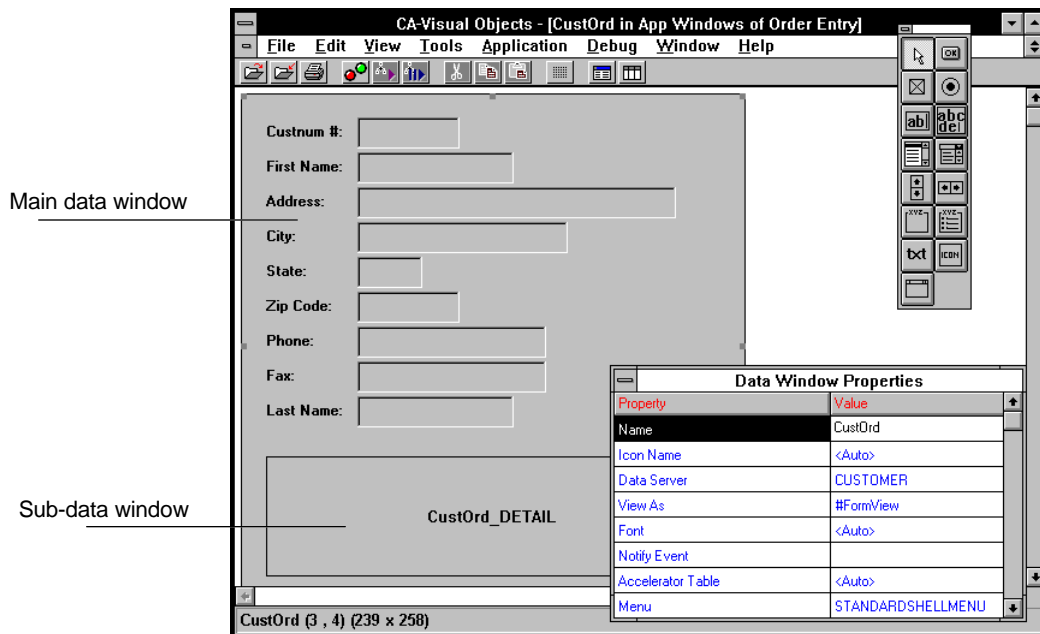 CA-Visual Objects - [CustOrd in App Windows of Order Entry]
File Edit View Tools Application Debug Window Help
OK
ab
abc
def
XYZ
XYZ
txt
ICON
Custnum #:
First Name:
Main data window
Address:
City:
State:
Zip Code:
Phone:
Fax:
Last Name:
Sub-data window
CustOrd_DETAIL
Data Window Properties
Property Value
Name CustOrd
Icon Name <Auto>
Data Server CUSTOMER
View As #FormView
Font <Auto>
Notify Event
Accelerator Table <Auto>
Menu STANDARDSHELLMENU
CustOrd (3 , 4) (239 x 258)